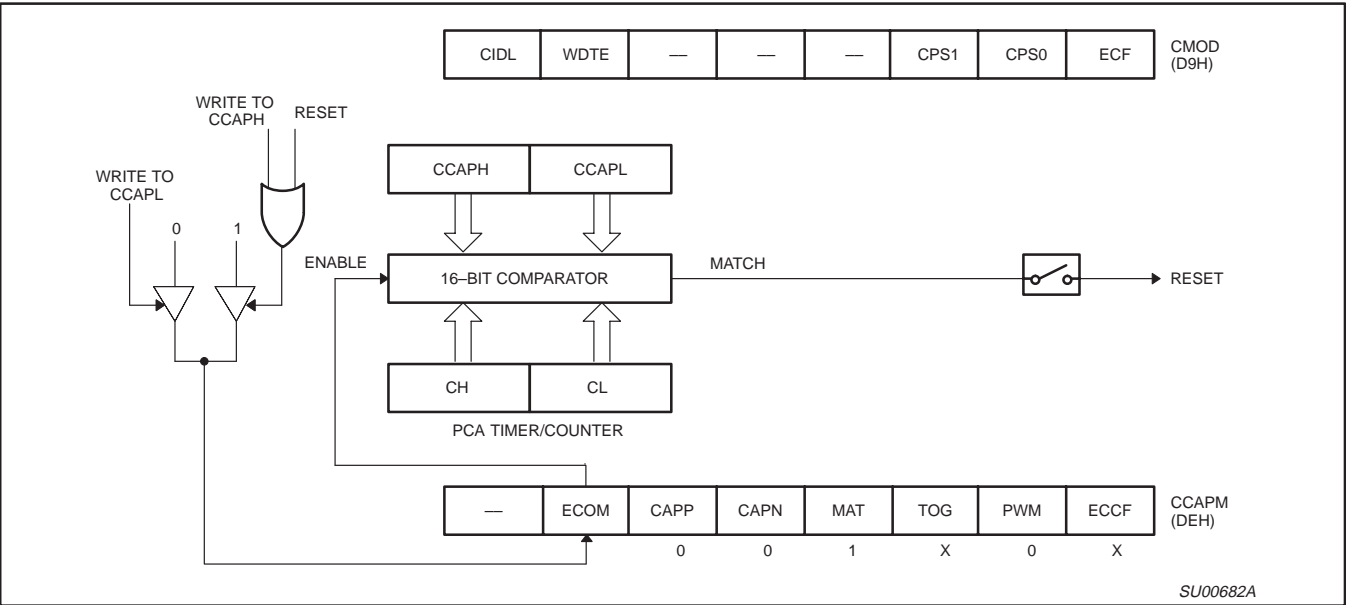 CIDL WDTE — — — CPS1 CPS0 ECF
CMOD
(D9H)
WRITE TO
CCAPH
RESET
WRITE TO
CCAPL
0 1
CCAPH CCAPL
ENABLE
16–BIT COMPARATOR
MATCH
RESET
CH CL
PCA TIMER/COUNTER
— ECOM CAPP CAPN MAT TOG PWM ECCF
CCAPM
(DEH)
0 0 1 X 0 X
SU00682A